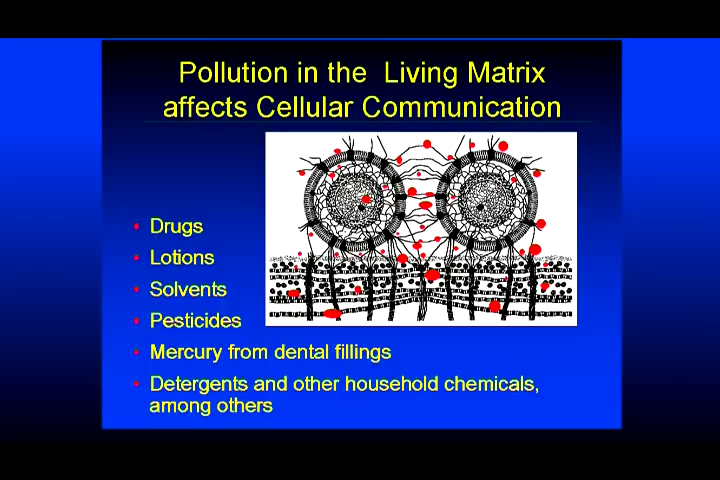 Pollution in the Living Matrix
affects Cellular Communication
• Drugs
• Lotions
• Solvents
• Pesticides
• Mercury from dental fillings
• Detergents and other household chemicals,
among others